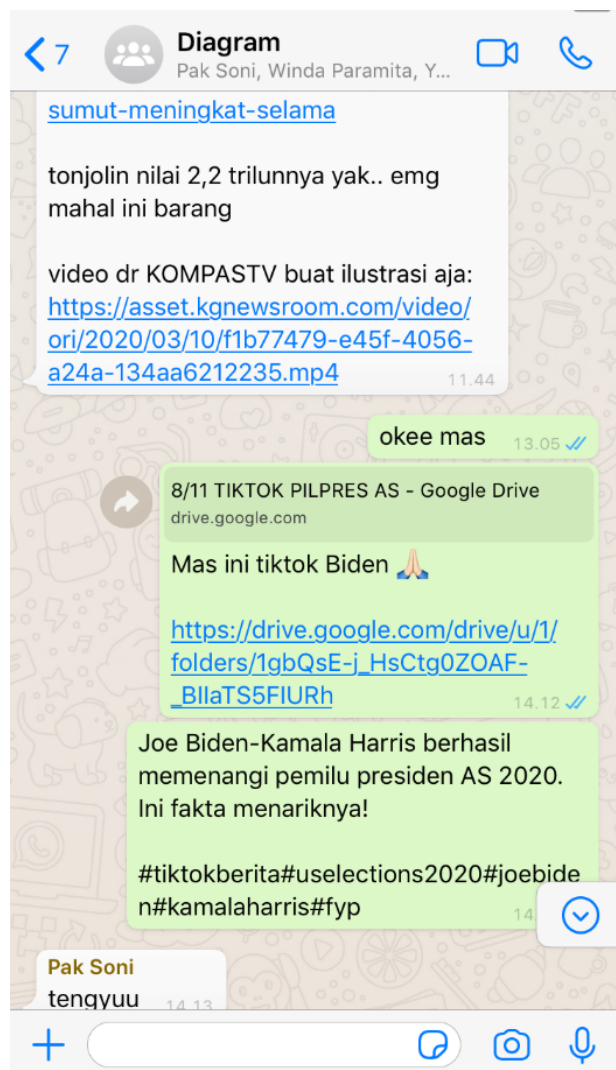 7
Diagram
Pak Soni, Winda Paramita, Y...
sumut-meningkat-selama
tonjolin nilai 2,2 trilunnya yak.. emg
mahal ini barang
video dr KOMPASTV buat ilustrasi aja:
https://asset.kgnewsroom.com/video/
ori/2020/03/10/f1b77479-e45f-4056-
a24a-134aa6212235.mp4
11.44
okee mas
13.05
8/11 TIKTOK PILPRES AS - Google Drive
drive.google.com
Mas ini tiktok Biden 🙏🏻
https://drive.google.com/drive/u/1/
folders/1gbQsE-j_HsCtg0ZOAF-
_BIIaTS5FIURh
14.12
Joe Biden-Kamala Harris berhasil
memenangi pemilu presiden AS 2020.
Ini fakta menariknya!
#tiktokberita#uselections2020#joebide
n#kamalaharris#fyp
14.
Pak Soni
tengyuu
14.13